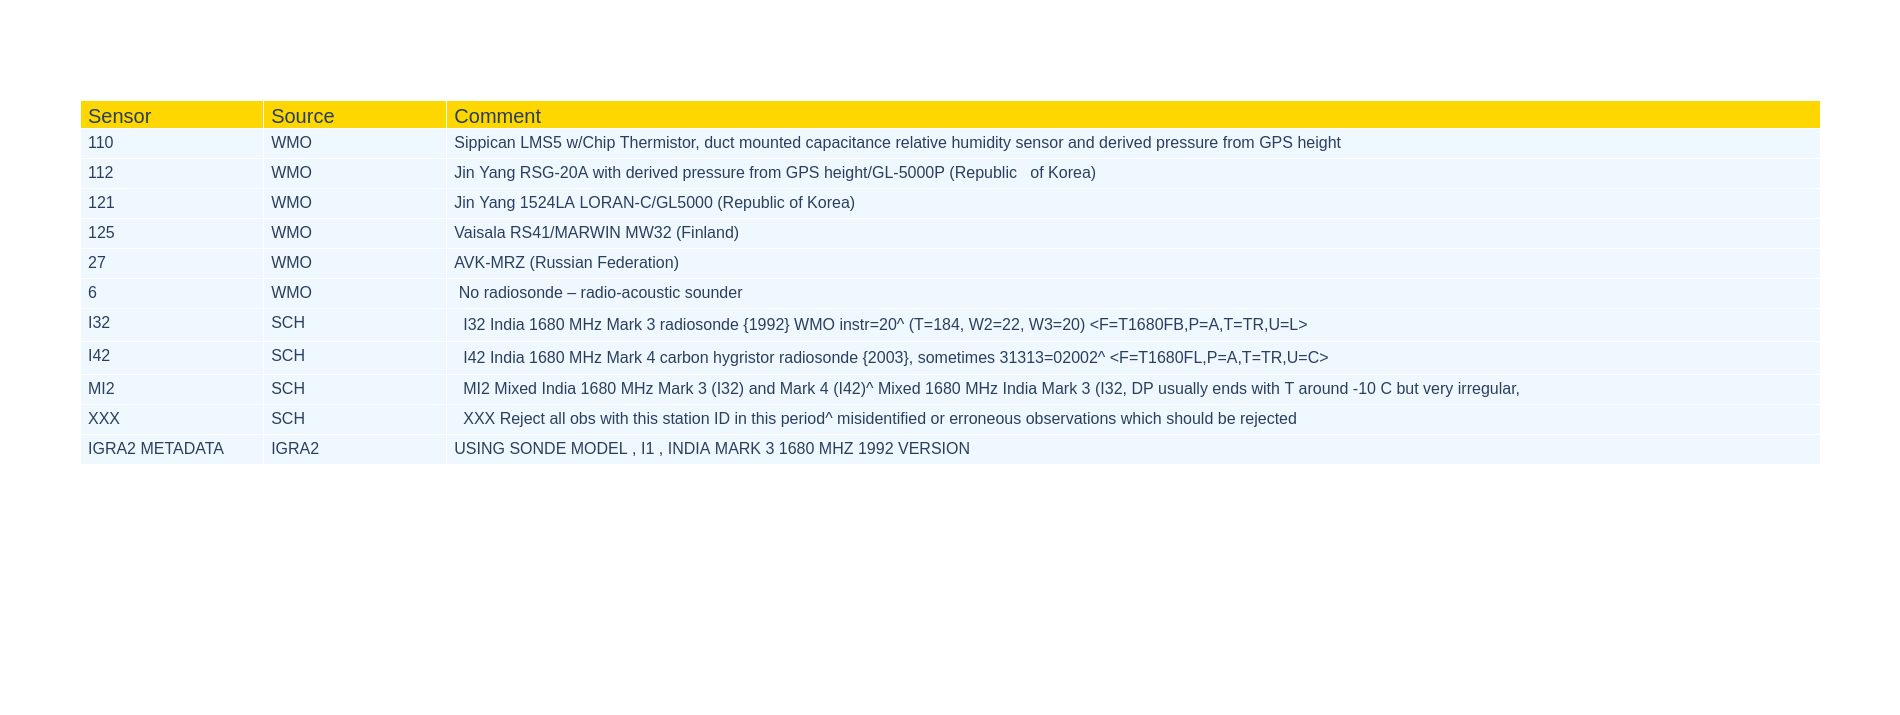 Sensor Source Comment
110 WMO Sippican LMS5 w/Chip Thermistor, duct mounted capacitance relative humidity sensor and derived pressure from GPS height
112 WMO Jin Yang RSG-20A with derived pressure from GPS height/GL-5000P (Republic of Korea)
121 WMO Jin Yang 1524LA LORAN-C/GL5000 (Republic of Korea)
125 WMO Vaisala RS41/MARWIN MW32 (Finland)
27 WMO AVK-MRZ (Russian Federation)
6 WMO No radiosonde – radio-acoustic sounder
I32 SCH I32 India 1680 MHz Mark 3 radiosonde {1992} WMO instr=20^ (T=184, W2=22, W3=20) <F=T1680FB,P=A,T=TR,U=L>
I42 SCH I42 India 1680 MHz Mark 4 carbon hygristor radiosonde {2003}, sometimes 31313=02002^ <F=T1680FL,P=A,T=TR,U=C>
MI2 SCH MI2 Mixed India 1680 MHz Mark 3 (I32) and Mark 4 (I42)^ Mixed 1680 MHz India Mark 3 (I32, DP usually ends with T around -10 C but very irregular,
XXX SCH XXX Reject all obs with this station ID in this period^ misidentified or erroneous observations which should be rejected
IGRA2 METADATA IGRA2 USING SONDE MODEL , I1 , INDIA MARK 3 1680 MHZ 1992 VERSION